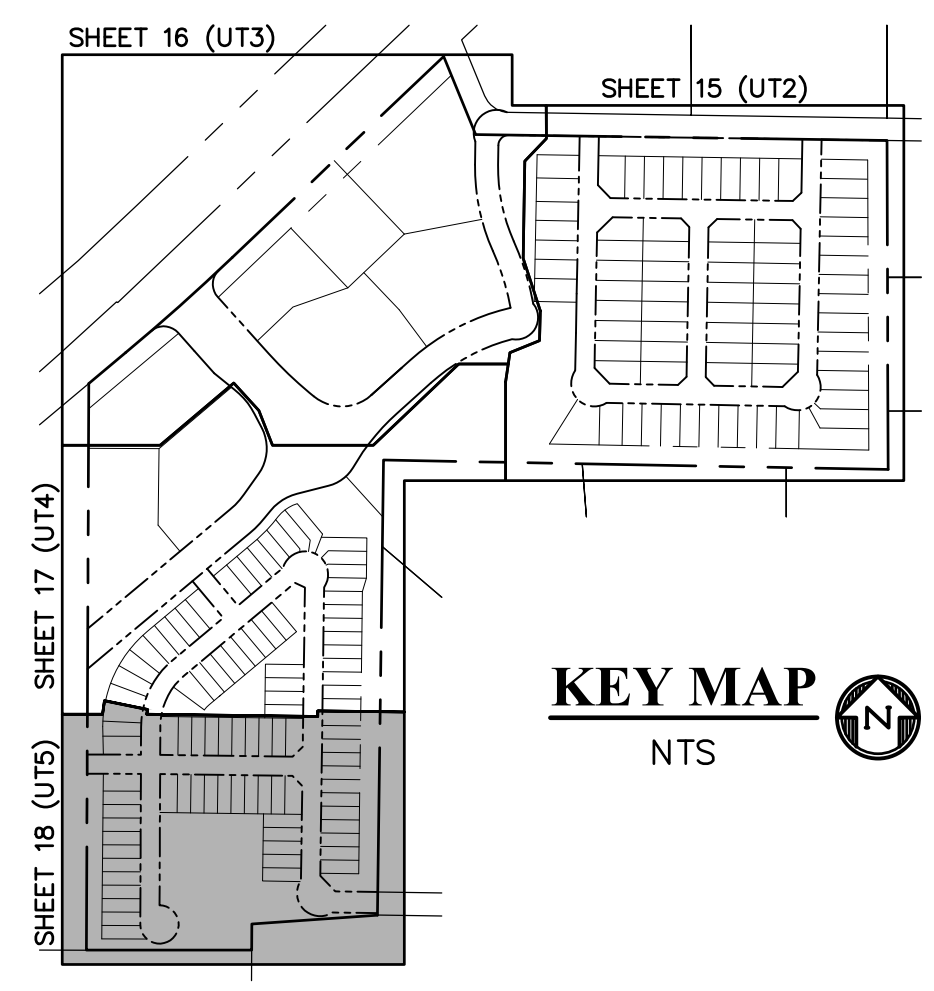 SHEET 16 (UT3)
SHEET 15 (UT2)
SHEET 17 (UT4)
SHEET 18 (UT5)
KEY MAP
NTS
N